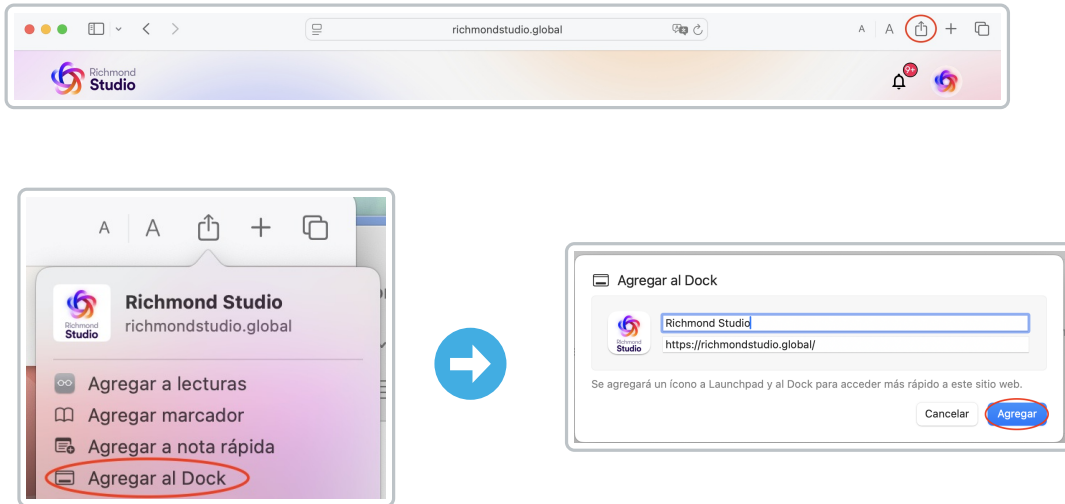 richmondstudio.global
A A
Richmond
Studio
9+
A A
Richmond Studio
richmondstudio.global
Richmond
Studio
Agregar a lecturas
Agregar marcador
Agregar a nota rápida
Agregar al Dock
Agregar al Dock
Richmond Studio
https://richmondstudio.global/
Richmond
Studio
Se agregará un ícono a Launchpad y al Dock para acceder más rápido a este sitio web.
Cancelar Agregar